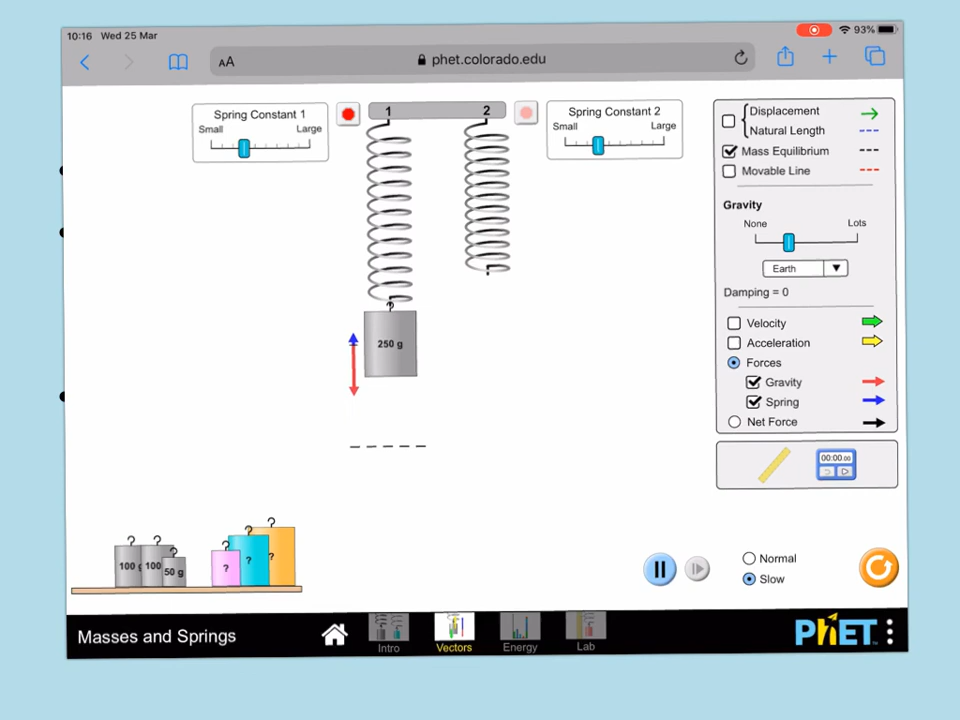 10:16 Wed 25 Mar
93%
AA
phet.colorado.edu
Spring Constant 1
Small Large
1
2
Spring Constant 2
Small Large
Displacement
Natural Length
Mass Equilibrium
Movable Line
Gravity
None Lots
Earth
Damping = 0
Velocity
Acceleration
Forces
Gravity
Spring
Net Force
250 g
00:00.00
100 g
100
50 g
?
?
?
Normal
Slow
Masses and Springs
Intro
Vectors
Energy
Lab
PhET